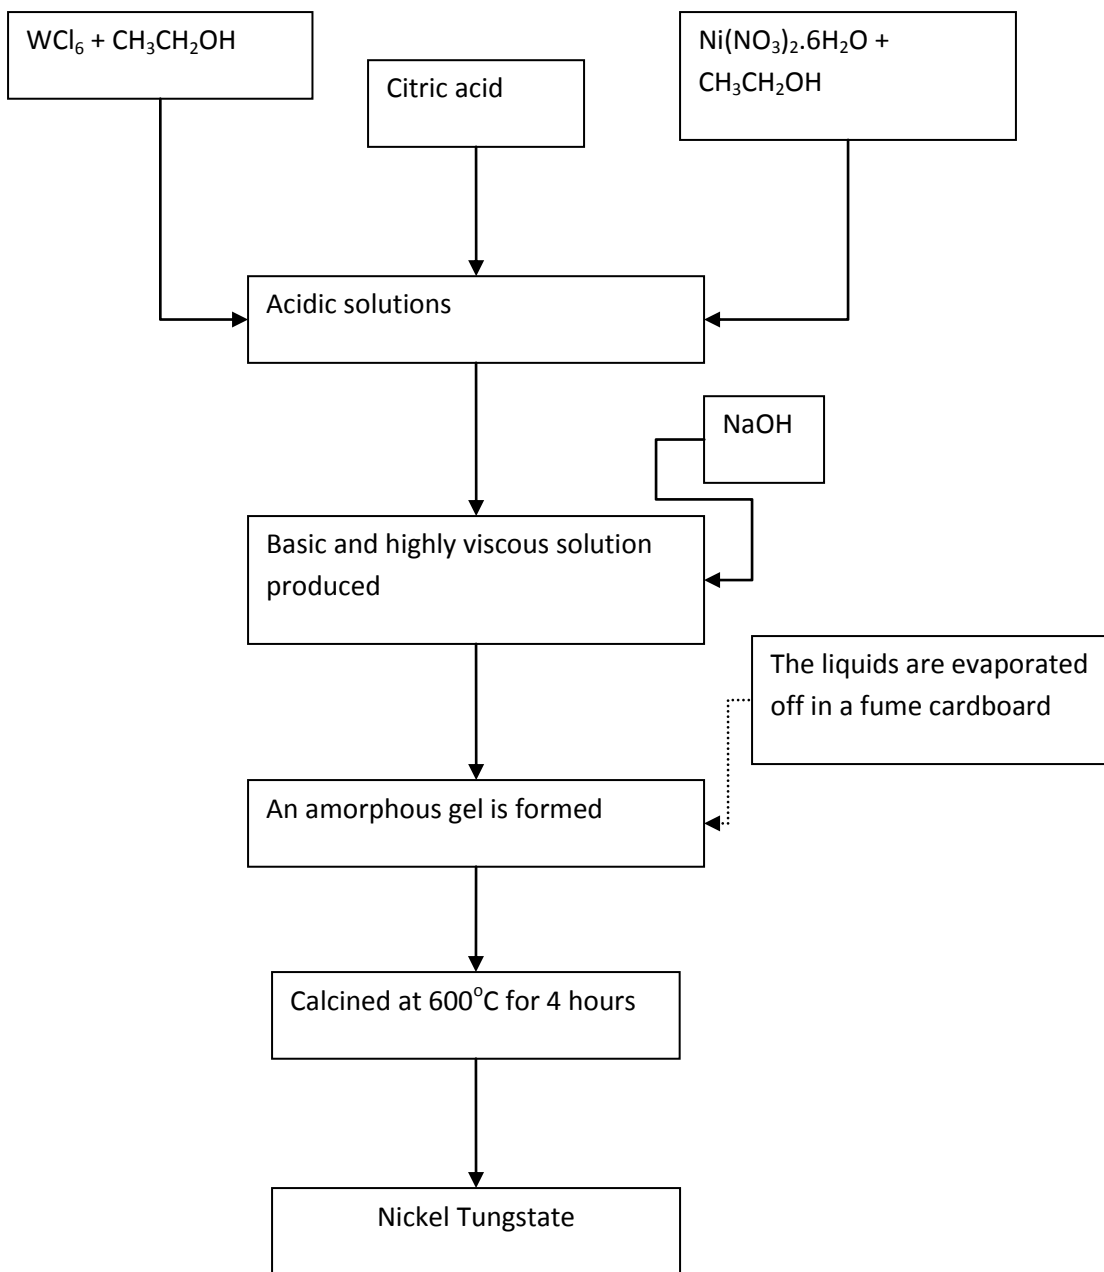 WCl₆ + CH₃CH₂OH
Citric acid
Ni(NO₃)₂.6H₂O +
CH₃CH₂OH
Acidic solutions
NaOH
Basic and highly viscous solution
produced
The liquids are evaporated
off in a fume cardboard
An amorphous gel is formed
Calcined at 600°C for 4 hours
Nickel Tungstate